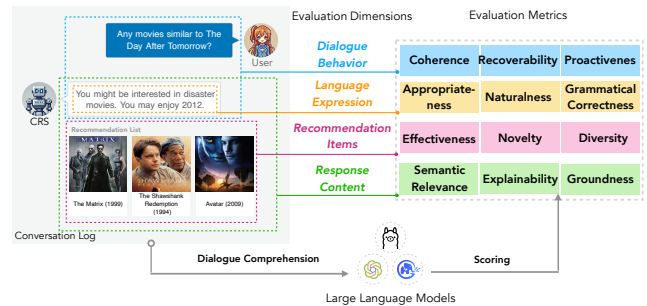 Evaluation Dimensions
Evaluation Metrics
Any movies similar to The
Day After Tomorrow?
User
CRS
You might be interested in disaster
movies. You may enjoy 2012.
Recommendation List
MATRIX
The Matrix (1999)
The Shawshank
Redemption
(1994)
Avatar (2009)
Conversation Log
Dialogue
Behavior
Language
Expression
Recommendation
Items
Response
Content
Coherence
Recoverability
Proactivenes
Appropriate-
ness
Naturalness
Grammatical
Correctness
Effectiveness
Novelty
Diversity
Semantic
Relevance
Explainability
Groundness
Dialogue Comprehension
Scoring
Large Language Models